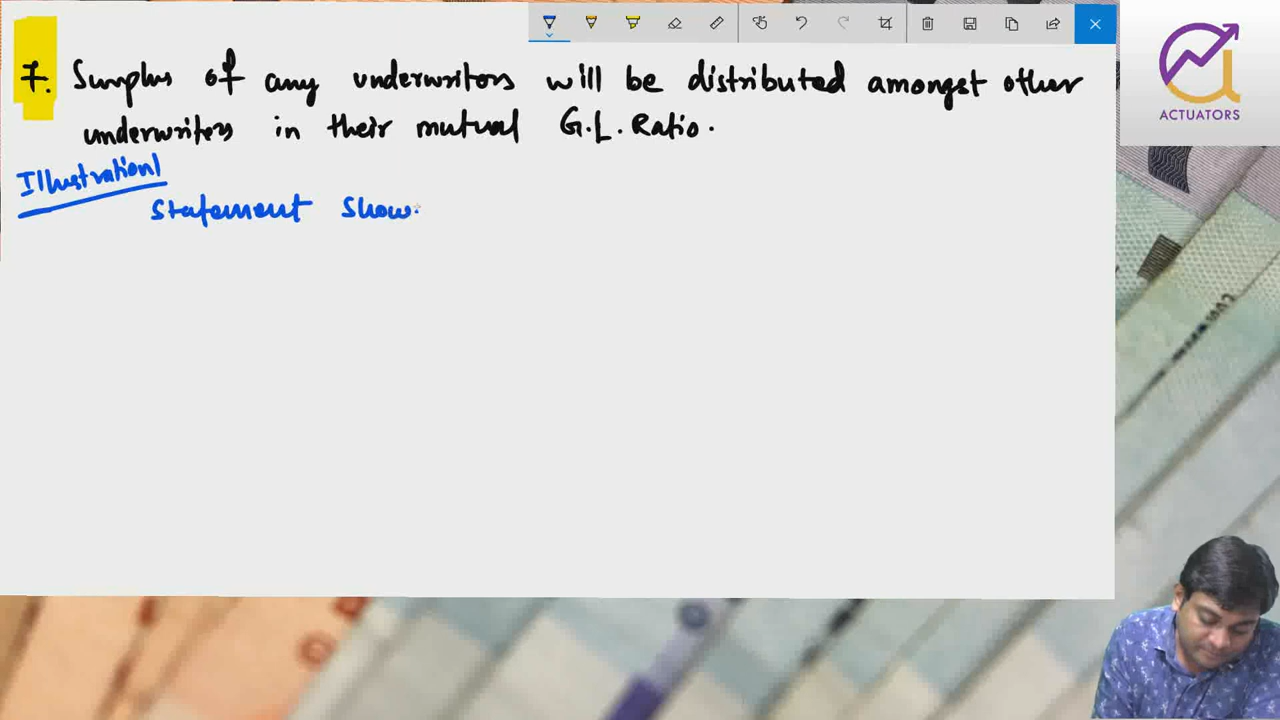 7. Surplus of any underwriters will be distributed amongst other
underwriters in their mutual G.L. Ratio.
Illustration 1
Statement Show
ACTUATORS